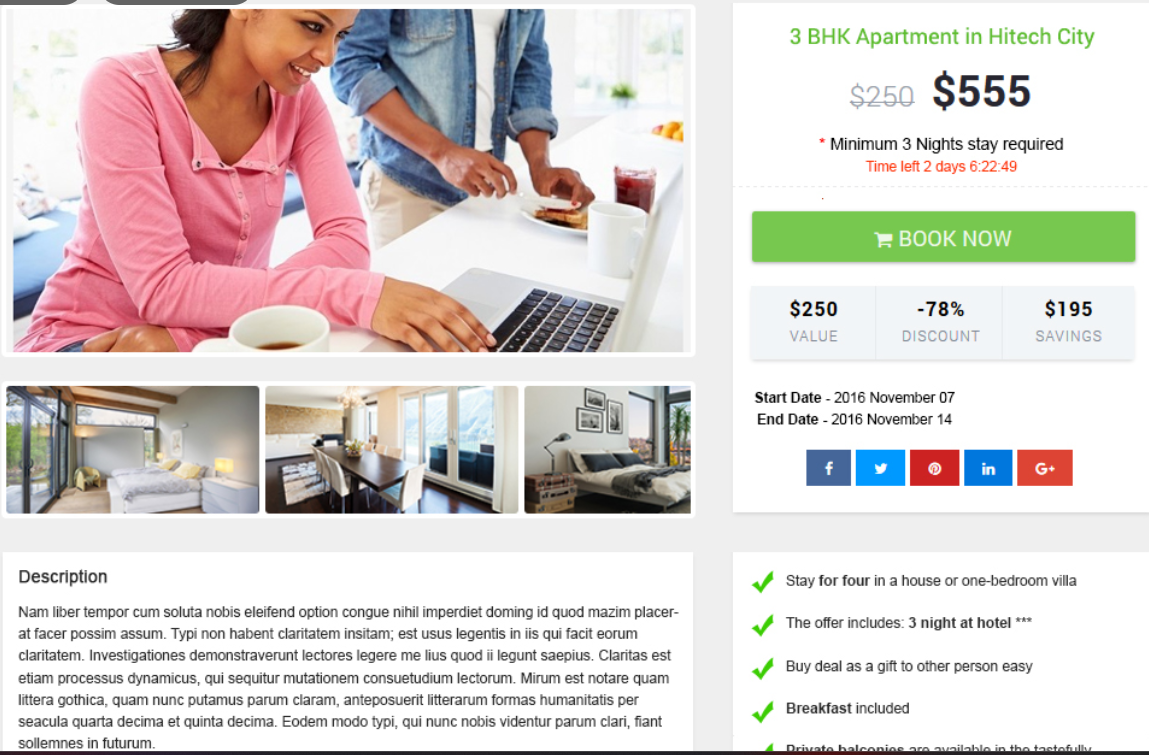 3 BHK Apartment in Hitech City
$250 $555
* Minimum 3 Nights stay required
Time left 2 days 6:22:49
BOOK NOW
$250 -78% $195
VALUE DISCOUNT SAVINGS
Start Date - 2016 November 07
End Date - 2016 November 14
f in G+
Description
Nam liber tempor cum soluta nobis eleifend option congue nihil imperdiet doming id quod mazim placer-
at facer possim assum. Typi non habent claritatem insitam; est usus legentis in iis qui facit eorum
claritatem. Investigationes demonstraverunt lectores legere me lius quod ii legunt saepius. Claritas est
etiam processus dynamicus, qui sequitur mutationem consuetudium lectorum. Mirum est notare quam
littera gothica, quam nunc putamus parum claram, anteposuerit litterarum formas humanitatis per
seacula quarta decima et quinta decima. Eodem modo typi, qui nunc nobis videntur parum clari, fiant
sollemnes in futurum.
Stay for four in a house or one-bedroom villa
The offer includes: 3 night at hotel ***
Buy deal as a gift to other person easy
Breakfast included
Private balconies are available in the tastefully